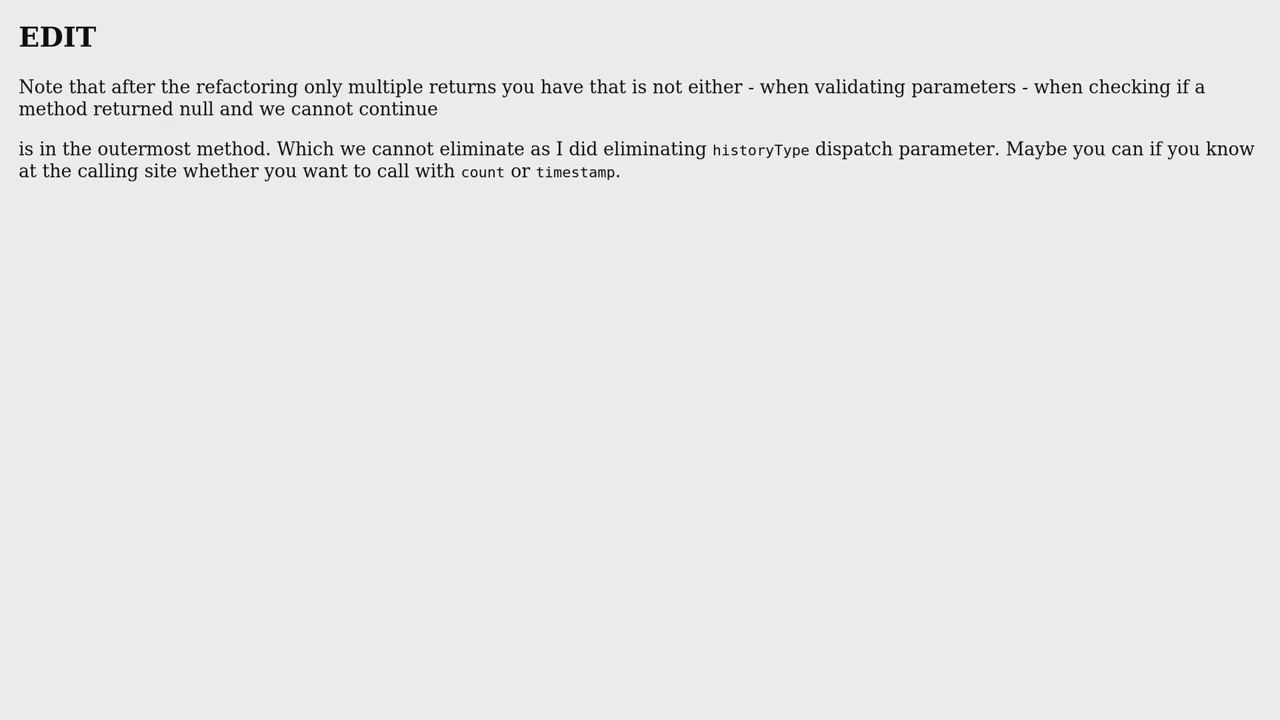 EDIT
Note that after the refactoring only multiple returns you have that is not either - when validating parameters - when checking if a
method returned null and we cannot continue
is in the outermost method. Which we cannot eliminate as I did eliminating historyType dispatch parameter. Maybe you can if you know
at the calling site whether you want to call with count or timestamp.